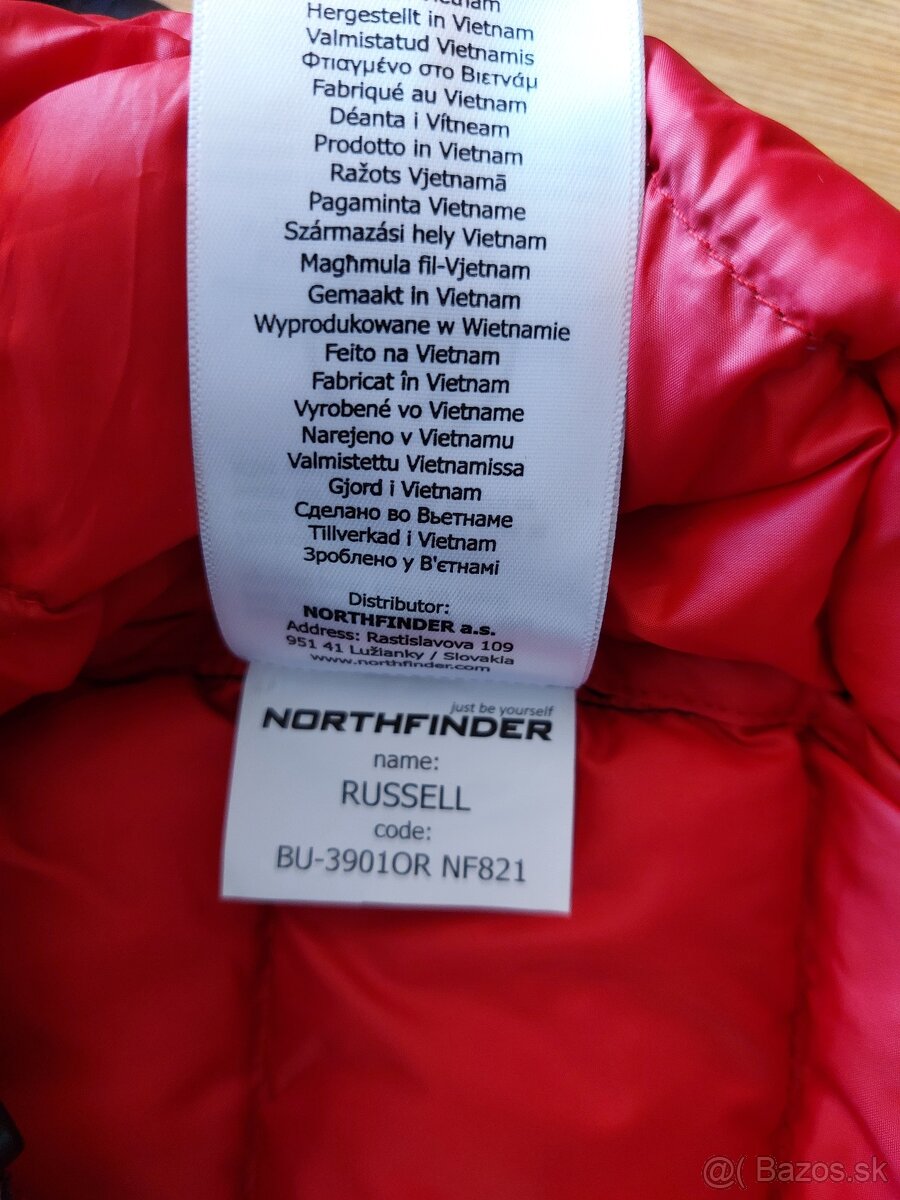 Vietnam
Hergestellt in Vietnam
Valmistatud Vietnamis
Φτιαγμένο στο Βιετνάμ
Fabriqué au Vietnam
Déanta i Vítneam
Prodotto in Vietnam
Ražots Vjetnamā
Pagaminta Vietname
Származási hely Vietnam
Magħmula fil-Vjetnam
Gemaakt in Vietnam
Wyprodukowane w Wietnamie
Feito na Vietnam
Fabricat în Vietnam
Vyrobené vo Vietname
Narejeno v Vietnamu
Valmistettu Vietnamissa
Gjord i Vietnam
Сделано во Вьетнаме
Tillverkad i Vietnam
Зроблено у В'єтнамі
Distributor:
NORTHFINDER a.s.
Address: Rastislavova 109
951 41 Lužianky / Slovakia
www.northfinder.com
just be yourself
NORTHFINDER
name:
RUSSELL
code:
BU-3901OR NF821
@( Bazos.sk